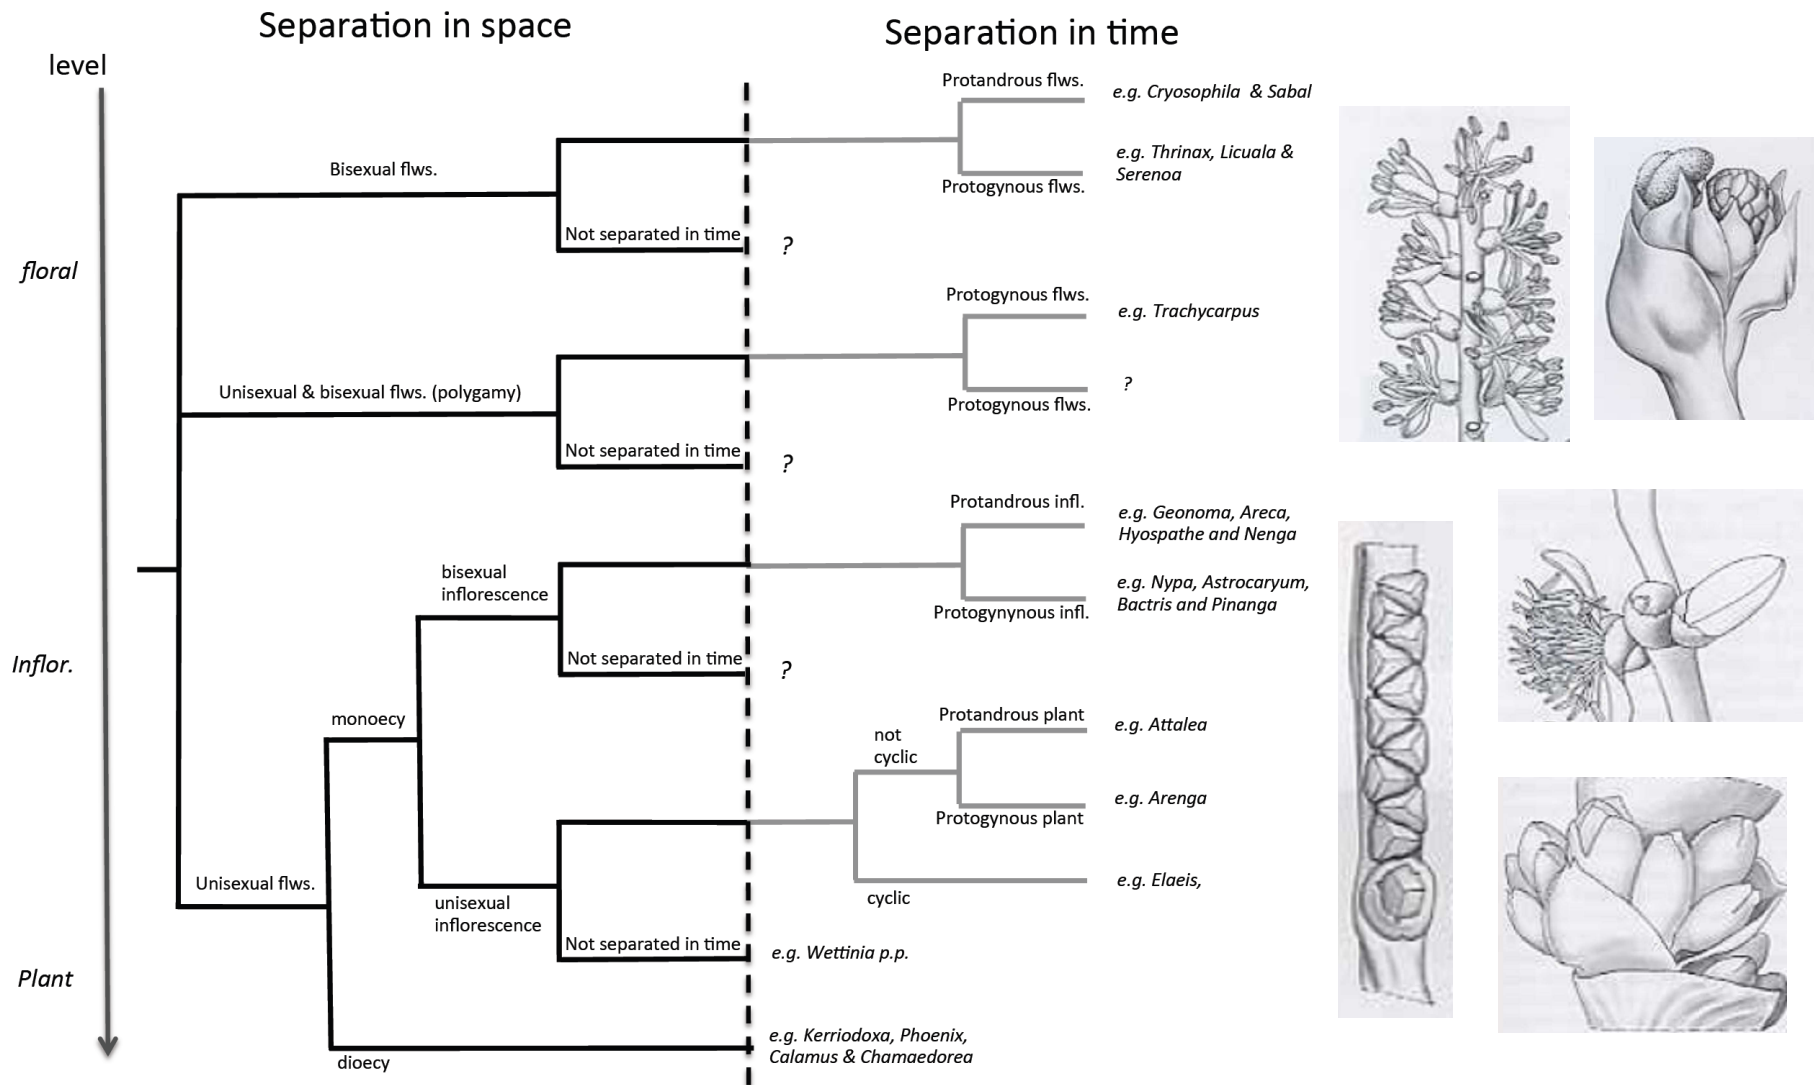 Separation in space
Separation in time
level
floral
Inflor.
Plant
Bisexual flws.
Not separated in time
?
Protandrous flws.
e.g. Cryosophila & Sabal
e.g. Thrinax, Licuala &
Serenoa
Protogynous flws.
Unisexual & bisexual flws. (polygamy)
Not separated in time
?
Protogynous flws.
e.g. Trachycarpus
?
Protogynous flws.
Unisexual flws.
monoecy
bisexual
inflorescence
Not separated in time
?
Protandrous infl.
e.g. Geonoma, Areca,
Hyospathe and Nenga
e.g. Nypa, Astrocaryum,
Bactris and Pinanga
Protogynynous infl.
unisexual
inflorescence
not
cyclic
Protandrous plant
e.g. Attalea
e.g. Arenga
Protogynous plant
cyclic
e.g. Elaeis,
Not separated in time
e.g. Wettinia p.p.
dioecy
e.g. Kerriodoxa, Phoenix,
Calamus & Chamaedorea